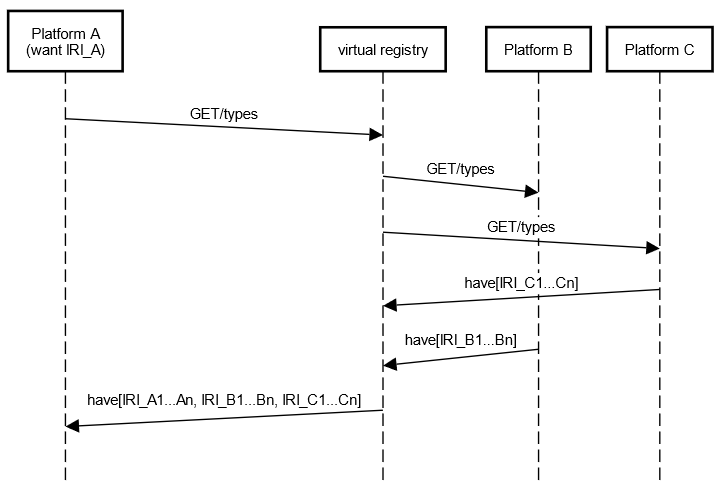 Platform A
(want IRI_A)
virtual registry
Platform B
Platform C
GET/types
GET/types
GET/types
have[IRI_C1...Cn]
have[IRI_B1...Bn]
have[IRI_A1...An, IRI_B1...Bn, IRI_C1...Cn]